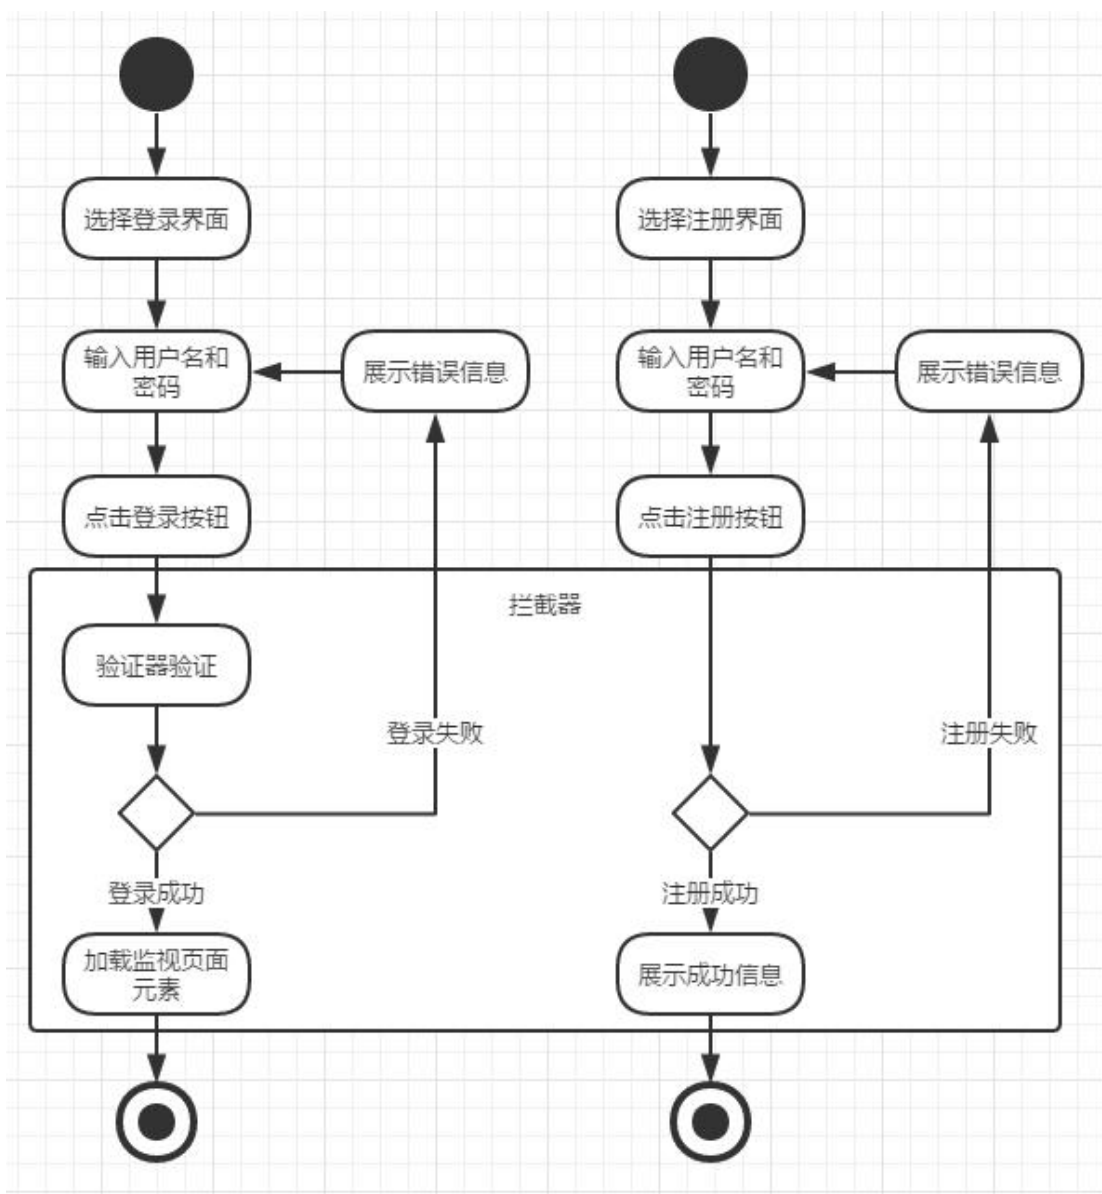 选择登录界面
选择注册界面
输入用户名和
密码
展示错误信息
输入用户名和
密码
展示错误信息
点击登录按钮
点击注册按钮
拦截器
验证器验证
登录失败
注册失败
登录成功
注册成功
加载监视页面
元素
展示成功信息